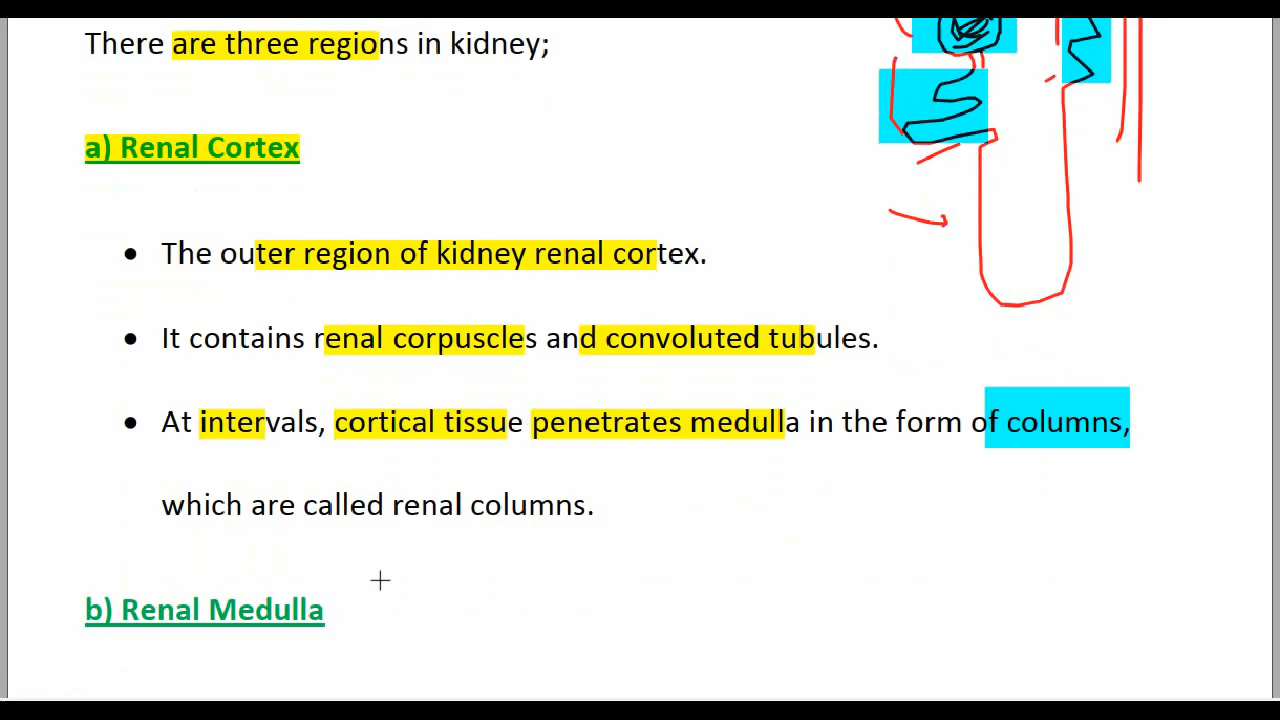 There are three regions in kidney;
a) Renal Cortex
• The outer region of kidney renal cortex.
• It contains renal corpuscles and convoluted tubules.
• At intervals, cortical tissue penetrates medulla in the form of columns,
which are called renal columns.
b) Renal Medulla